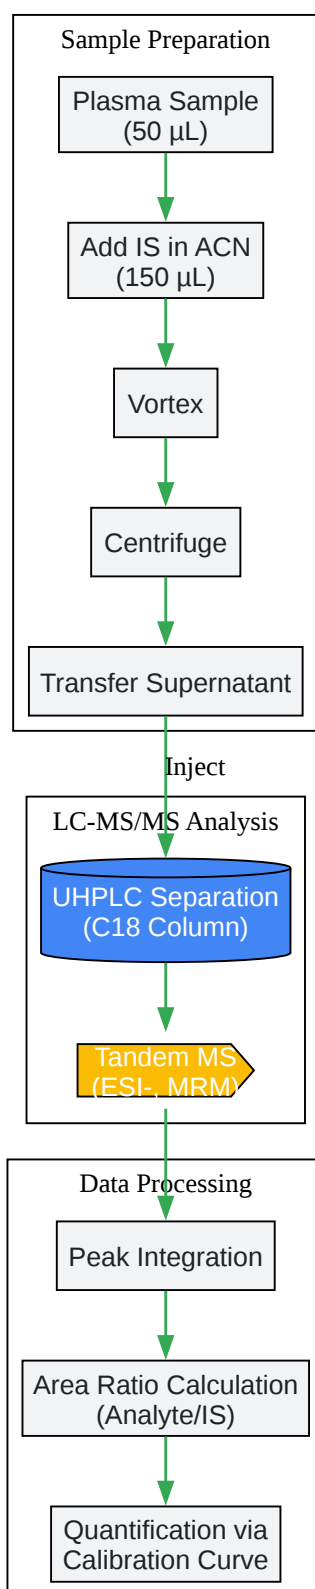 Sample Preparation
Plasma Sample
(50 µL)
Add IS in ACN
(150 µL)
Vortex
Centrifuge
Transfer Supernatant
Inject
LC-MS/MS Analysis
UHPLC Separation
(C18 Column)
Tandem MS
(ESI-, MRM)
Data Processing
Peak Integration
Area Ratio Calculation
(Analyte/IS)
Quantification via
Calibration Curve